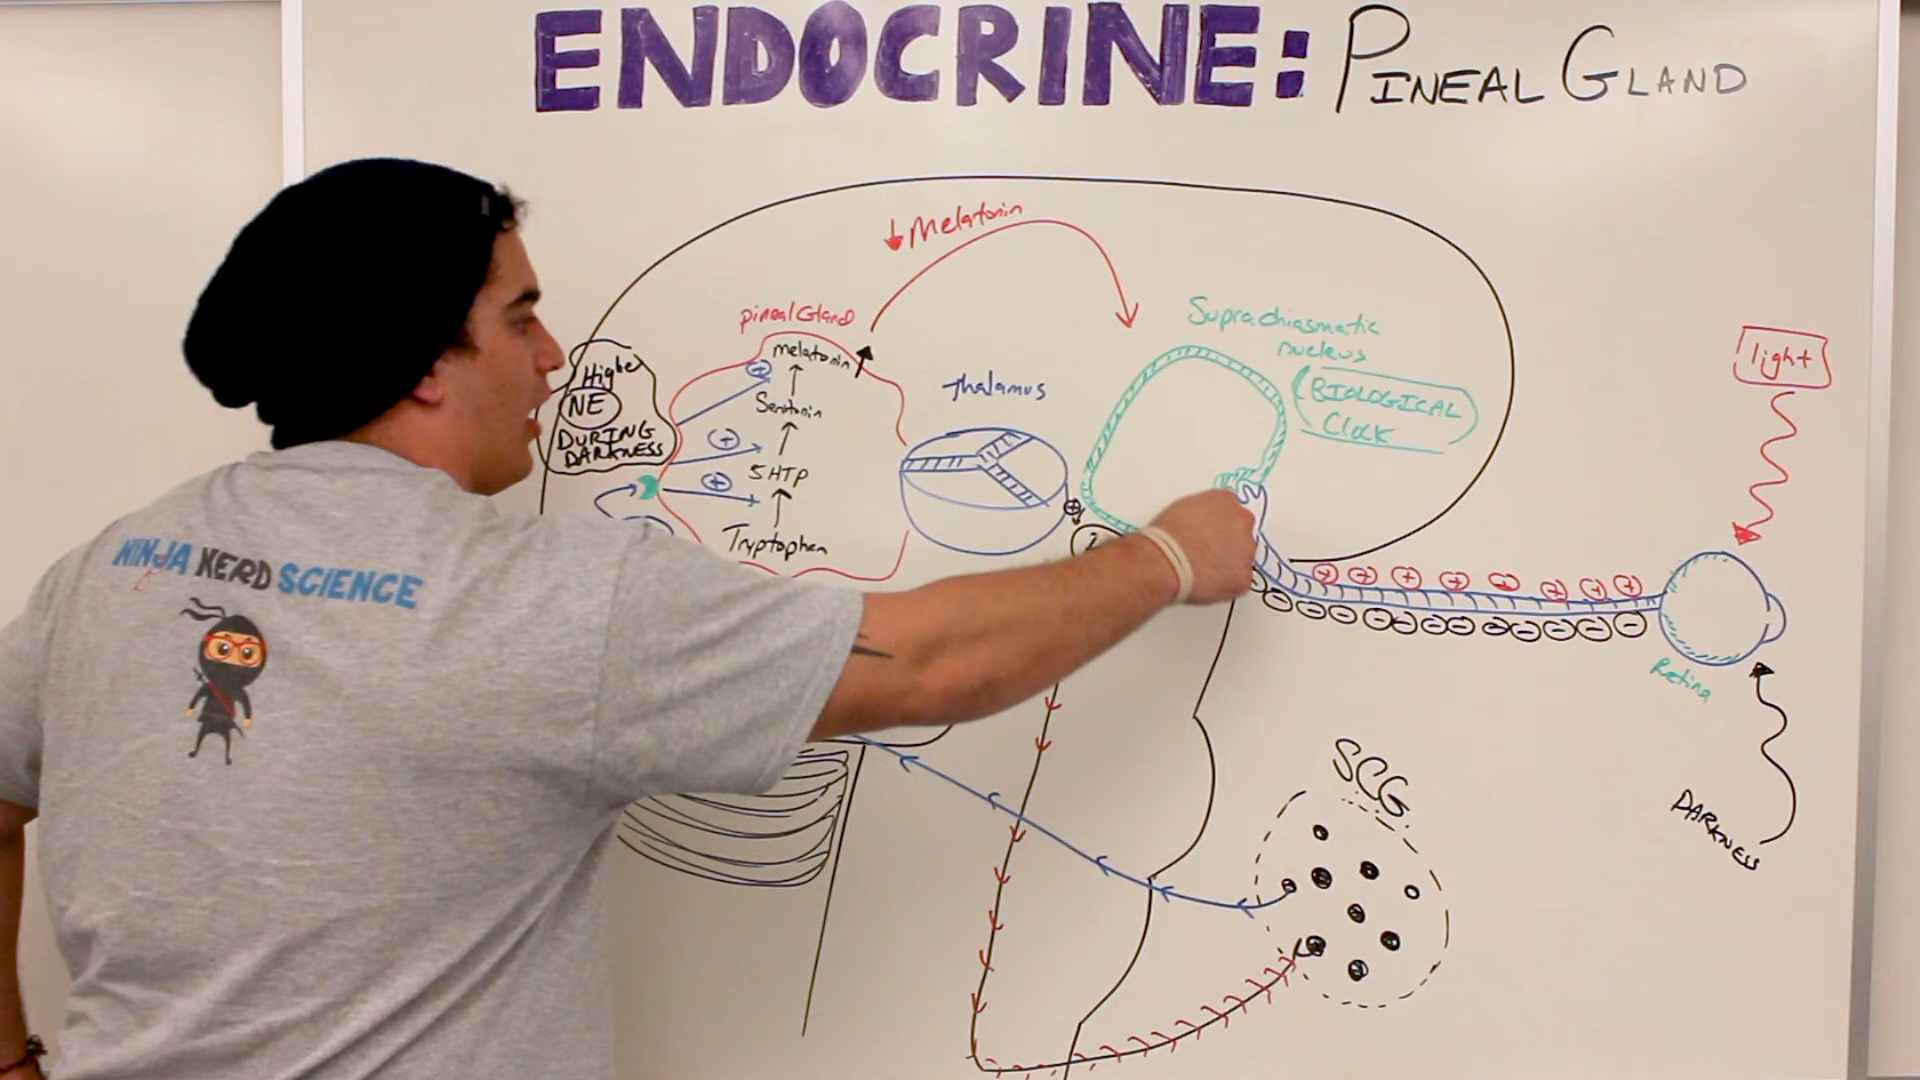 ENDOCRINE: PINEAL GLAND
↓ Melatonin
pineal Gland
melatonin
Serotonin
5HTP
Tryptophan
Higher
NE
DURING
DARKNESS
thalamus
Suprachiasmatic
nucleus
(BIOLOGICAL
Clock
light
Retina
DARKNESS
SCG
NINJA NERD SCIENCE